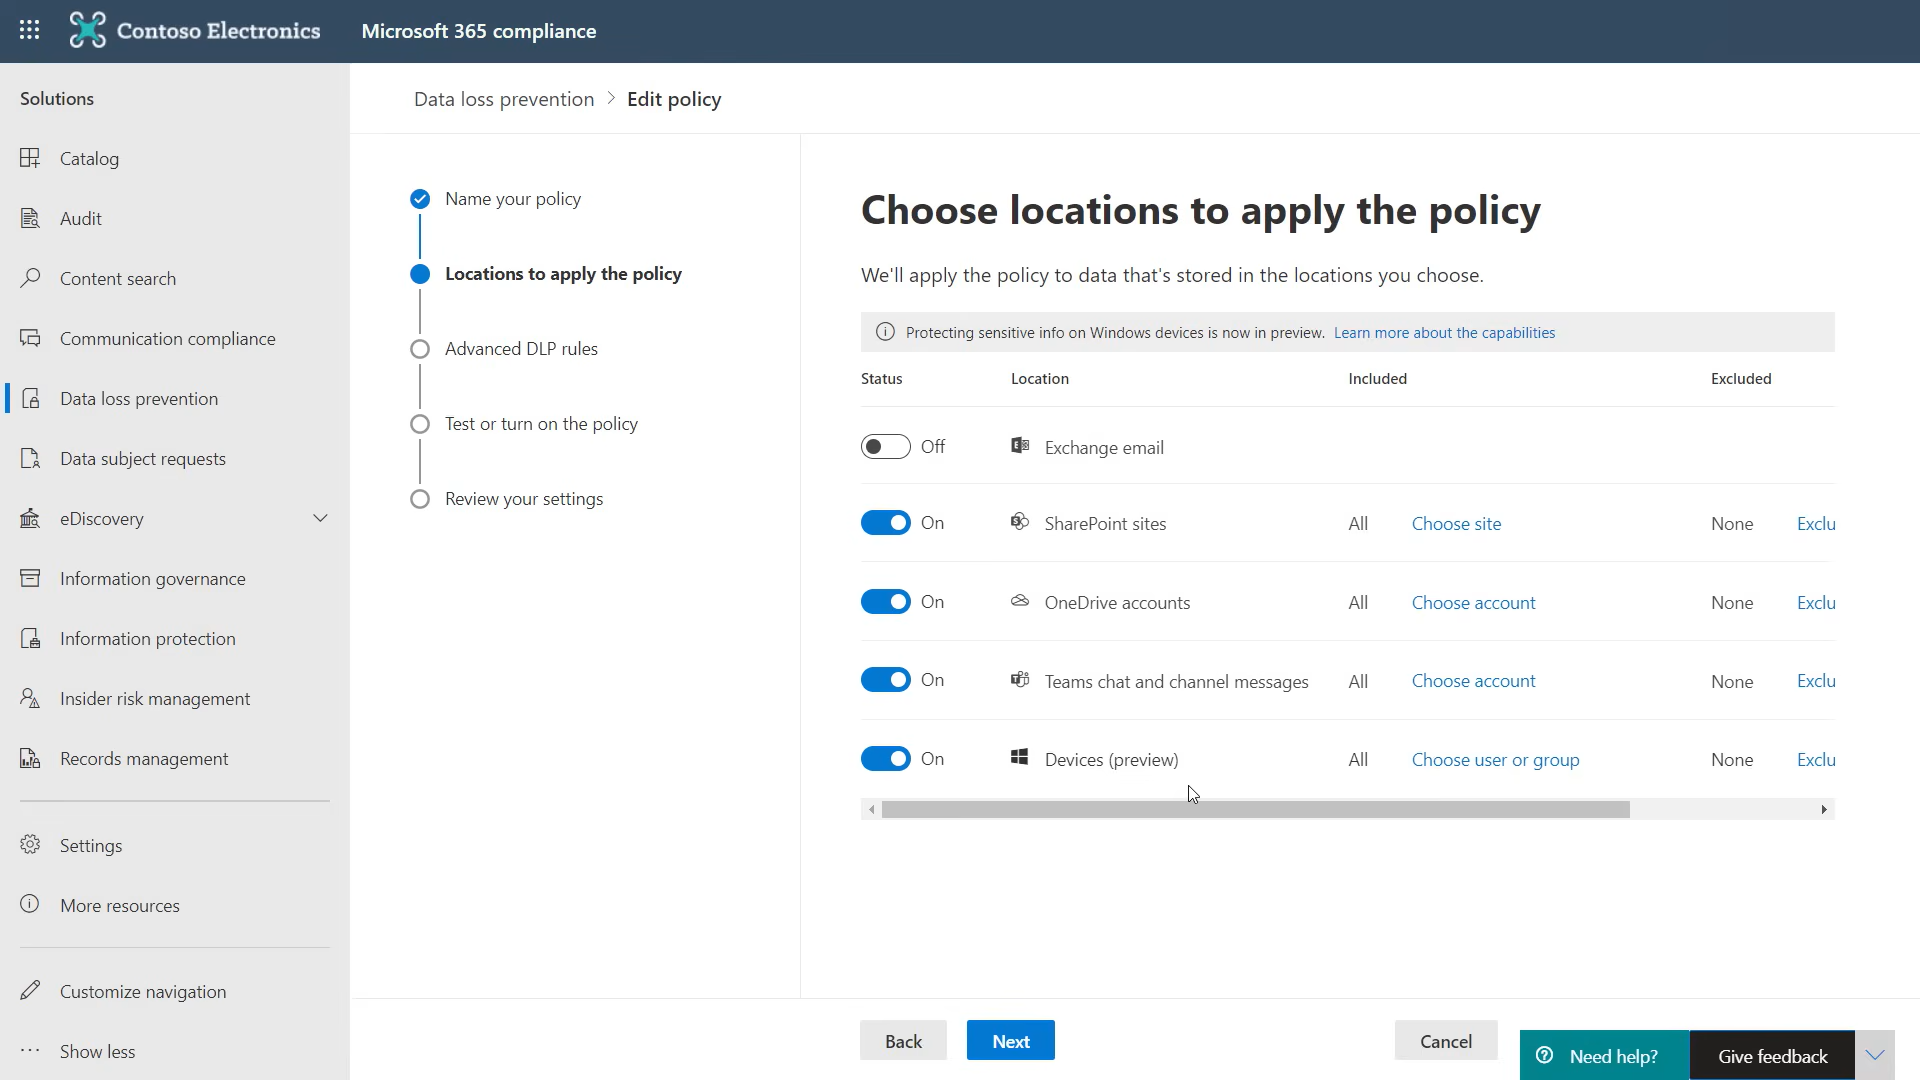 Contoso Electronics
Microsoft 365 compliance
Solutions
Catalog
Audit
Content search
Communication compliance
Data loss prevention
Data subject requests
eDiscovery
Information governance
Information protection
Insider risk management
Records management
Settings
More resources
Customize navigation
Show less
Data loss prevention > Edit policy
Name your policy
Locations to apply the policy
Advanced DLP rules
Test or turn on the policy
Review your settings
Choose locations to apply the policy
We'll apply the policy to data that's stored in the locations you choose.
Protecting sensitive info on Windows devices is now in preview. Learn more about the capabilities
Status Location Included Excluded
Off Exchange email
On SharePoint sites All Choose site None Exclu
On OneDrive accounts All Choose account None Exclu
On Teams chat and channel messages All Choose account None Exclu
On Devices (preview) All Choose user or group None Exclu
Back Next Cancel
Need help? Give feedback